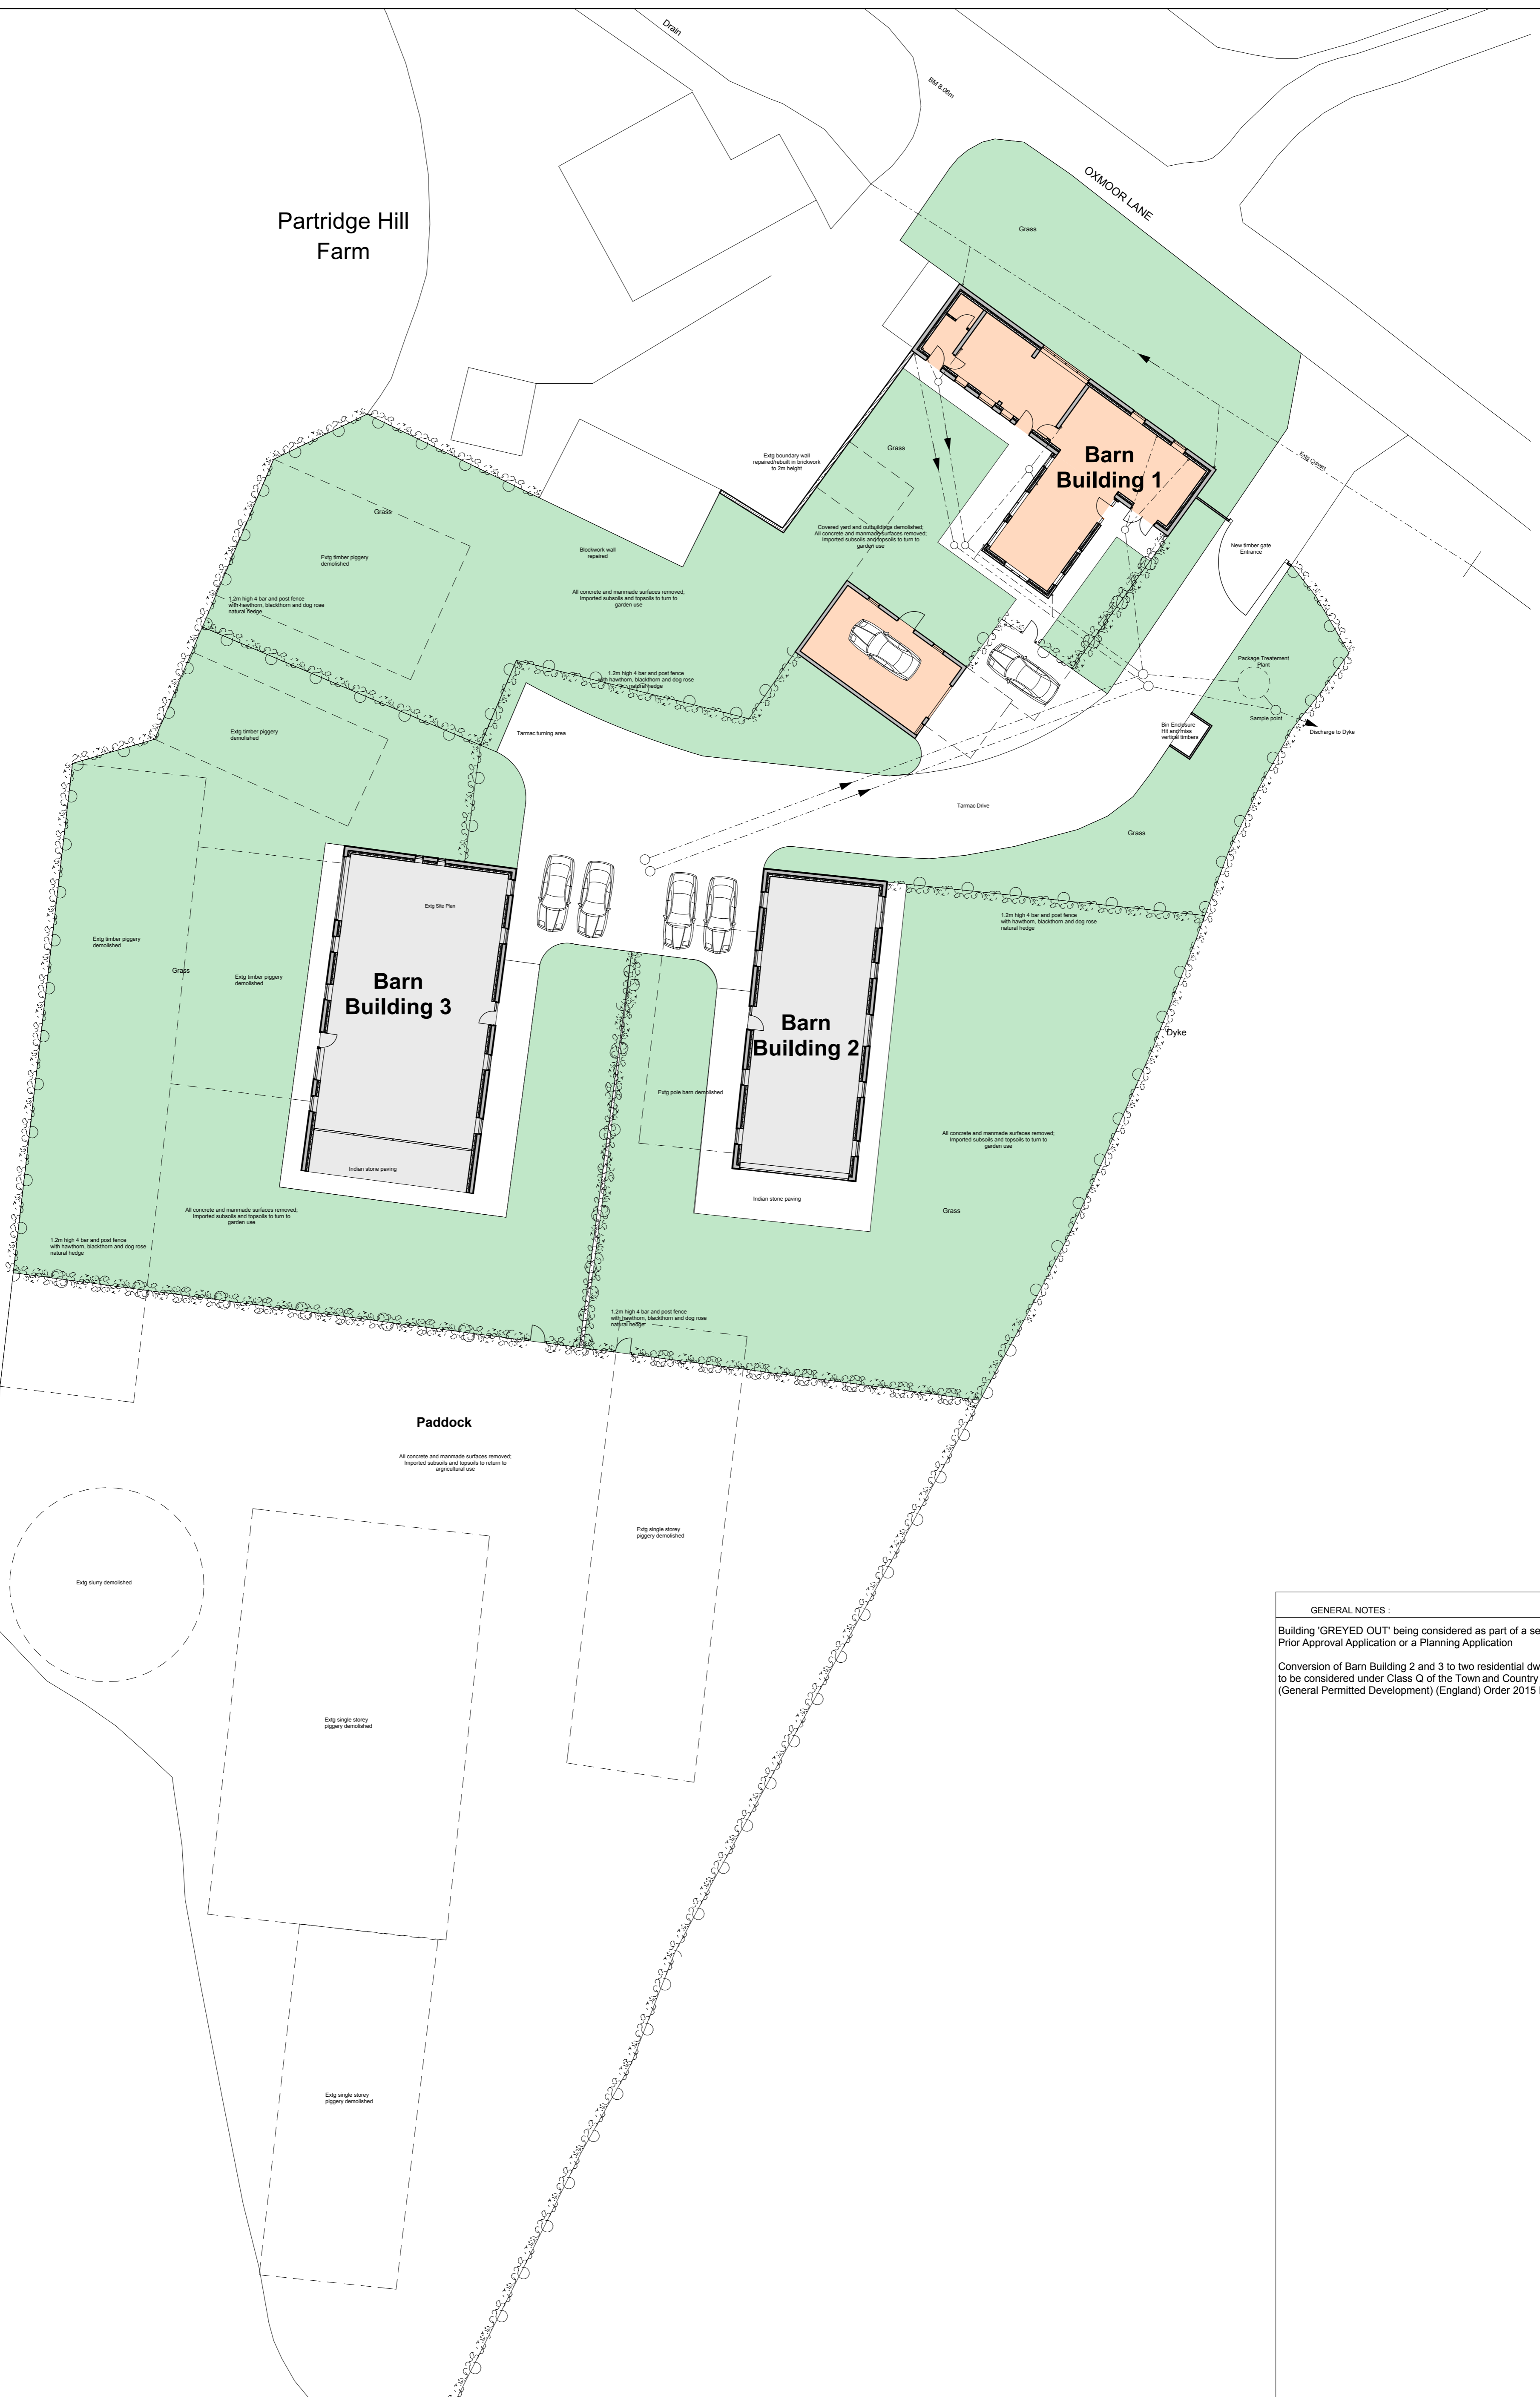 Drain
BM 8.06m
OXMOOR LANE
Partridge Hill
Farm
Grass
Barn
Building 1
Grass
Extg boundary wall
repaired/rebuilt in brickwork
to 2m height
Extg Culvert
Grass
Covered yard and outbuildings demolished;
All concrete and manmade surfaces removed;
Imported subsoils and topsoils to turn to
garden use
New timber gate
Entrance
Extg timber piggery
demolished
Blockwork wall
repaired
All concrete and manmade surfaces removed;
Imported subsoils and topsoils to turn to
garden use
1.2m high 4 bar and post fence
with hawthorn, blackthorn and dog rose
natural hedge
1.2m high 4 bar and post fence
with hawthorn, blackthorn and dog rose
natural hedge
Package Treatement
Plant
Sample point
Bin Enclosure
Hit and miss
vertical timbers
Discharge to Dyke
Extg timber piggery
demolished
Tarmac turning area
Tarmac Drive
Grass
Extg Site Plan
1.2m high 4 bar and post fence
with hawthorn, blackthorn and dog rose
natural hedge
Extg timber piggery
demolished
Grass
Extg timber piggery
demolished
Barn
Building 3
Barn
Building 2
Dyke
Extg pole barn demolished
All concrete and manmade surfaces removed;
Imported subsoils and topsoils to turn to
garden use
Indian stone paving
Indian stone paving
Grass
All concrete and manmade surfaces removed;
Imported subsoils and topsoils to turn to
garden use
1.2m high 4 bar and post fence
with hawthorn, blackthorn and dog rose
natural hedge
1.2m high 4 bar and post fence
with hawthorn, blackthorn and dog rose
natural hedge
Paddock
All concrete and manmade surfaces removed;
Imported subsoils and topsoils to return to
argricultural use
Extg single storey
piggery demolished
Extg slurry demolished
Extg single storey
piggery demolished
Extg single storey
piggery demolished
GENERAL NOTES :
Building 'GREYED OUT' being considered as part of a se
Prior Approval Application or a Planning Application
Conversion of Barn Building 2 and 3 to two residential dw
to be considered under Class Q of the Town and Country
(General Permitted Development) (England) Order 2015